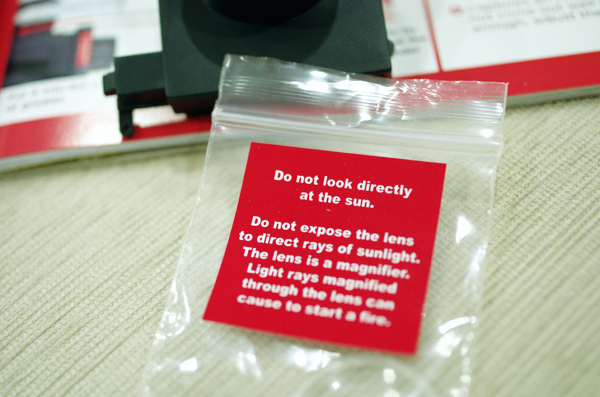 Do not look directly
at the sun.
Do not expose the lens
to direct rays of sunlight.
The lens is a magnifier.
Light rays magnified
through the lens can
cause to start a fire.